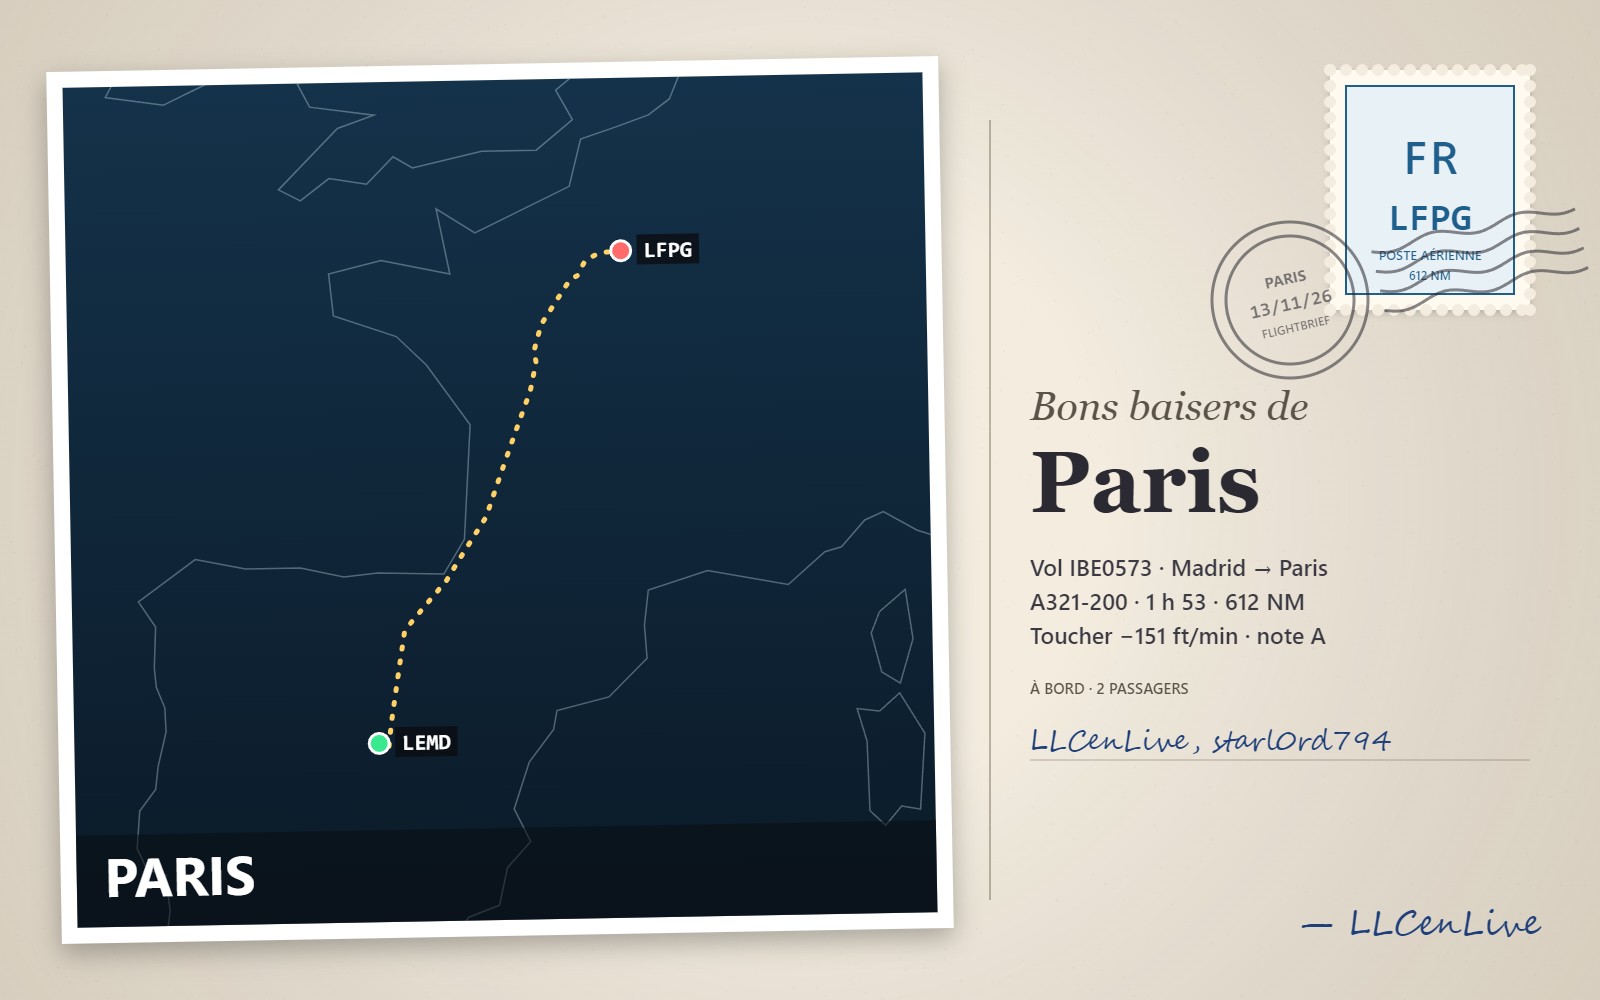 LFPG
LEMD
PARIS
FR
LFPG
POSTE AÉRIENNE
612 NM
PARIS
13/11/26
FLIGHTBRIEF
Bons baisers de
Paris
Vol IBE0573 · Madrid → Paris
A321-200 · 1 h 53 · 612 NM
Toucher −151 ft/min · note A
À BORD · 2 PASSAGERS
LLCenLive, starl0rd794
— LLCenLive